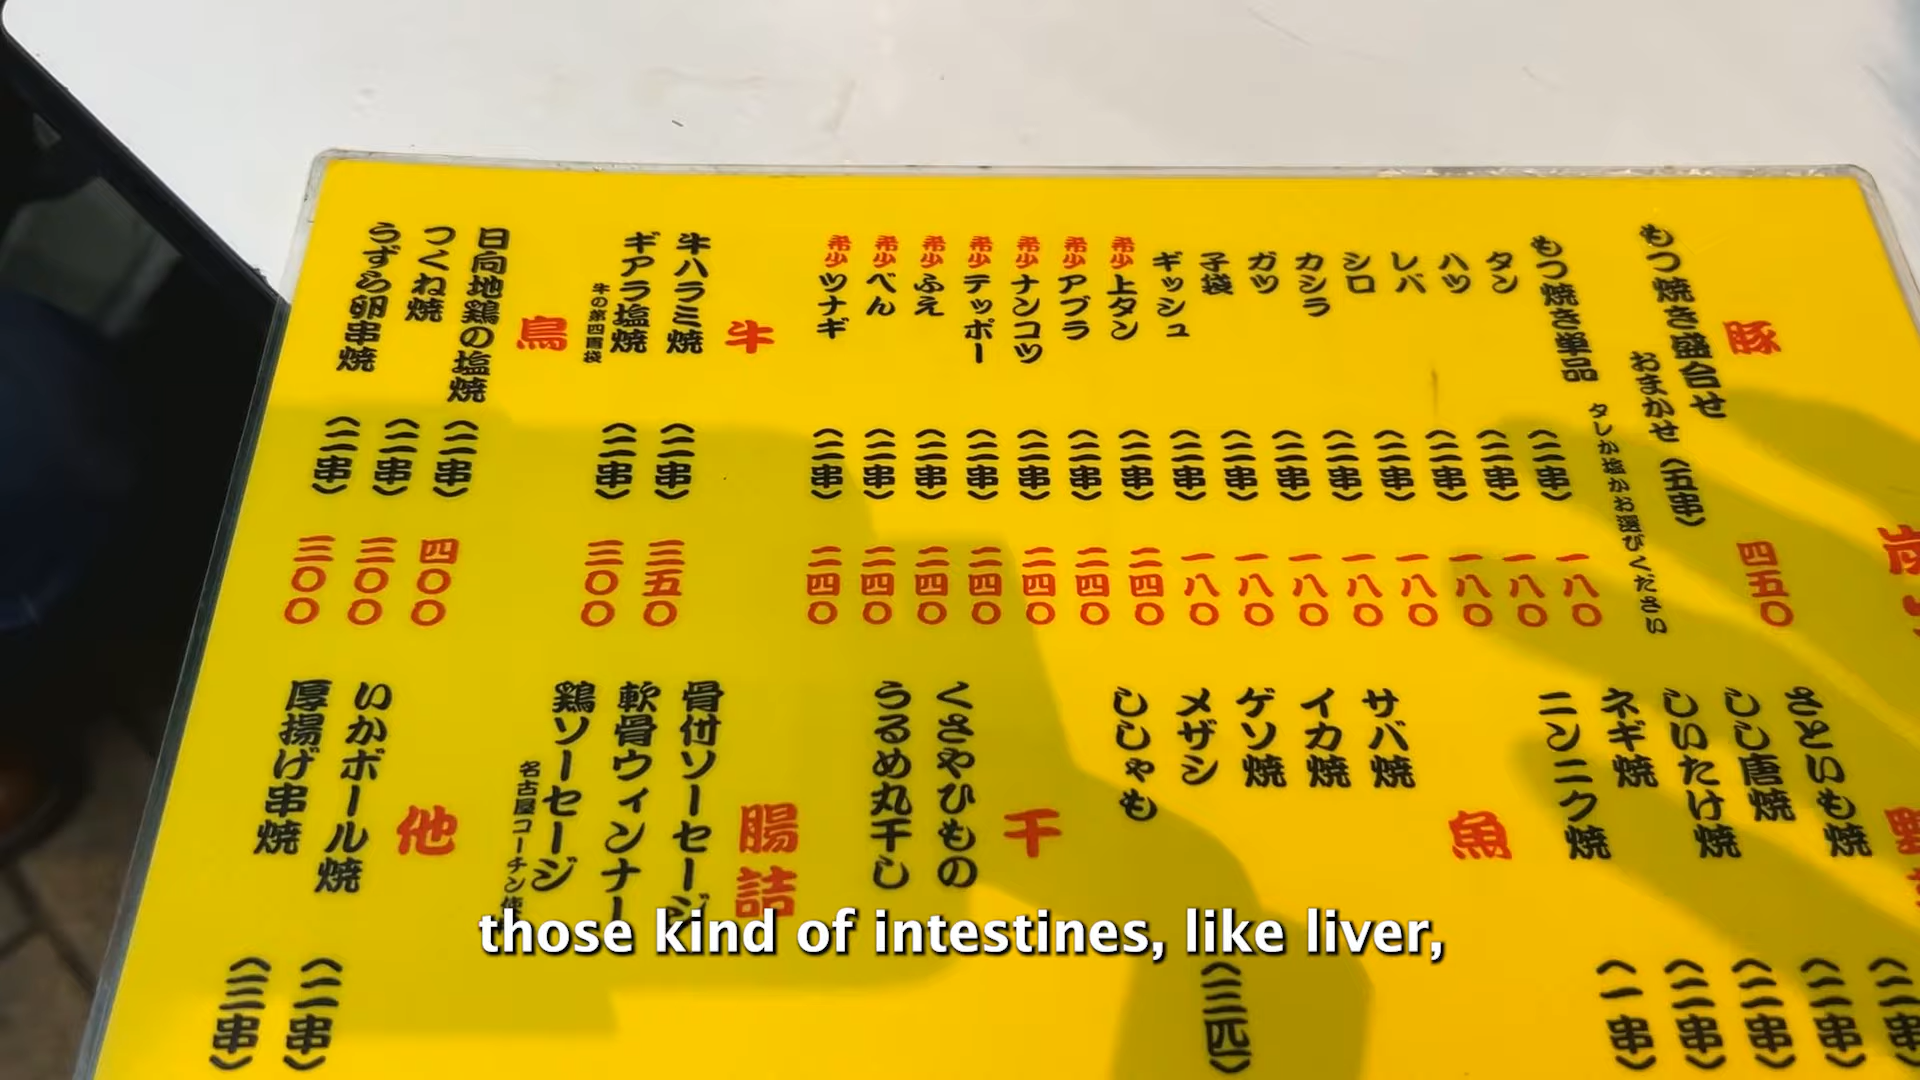 豚
もつ焼き盛合せ
おまかせ (五串)
四五〇
もつ焼き単品
タレか塩かお選びください
タン (二串) 一八〇
ハツ (二串) 一八〇
レバ (二串) 一八〇
シロ (二串) 一八〇
カシラ (二串) 一八〇
ガツ (二串) 一八〇
子袋 (二串) 一八〇
ギッシュ (二串) 一八〇
希少 上タン (二串) 二四〇
希少 アブラ (二串) 二四〇
希少 ナンコツ (二串) 二四〇
希少 テッポー (二串) 二四〇
希少 ふえ (二串) 二四〇
希少 べん (二串) 二四〇
希少 ツナギ (二串) 二四〇
牛
牛ハラミ焼 (二串) 三五〇
ギアラ塩焼 (二串) 三〇〇
牛の第四胃袋
鳥
日向地鶏の塩焼 (二串) 四〇〇
つくね焼 (二串) 三〇〇
うずら卵串焼 (二串) 三〇〇
さといも焼 (二串)
しし唐焼 (二串)
しいたけ焼 (二串)
ネギ焼 (二串)
ニンニク焼 (一串)
魚
サバ焼
イカ焼
ゲソ焼
メザシ
ししゃも (三匹)
干
くさやひもの
うるめ丸干し
腸詰
骨付ソーセージ
軟骨ウィンナー
鶏ソーセージ
名古屋コーチン使
他
いかボール焼 (二串)
厚揚げ串焼 (三串)
those kind of intestines, like liver,